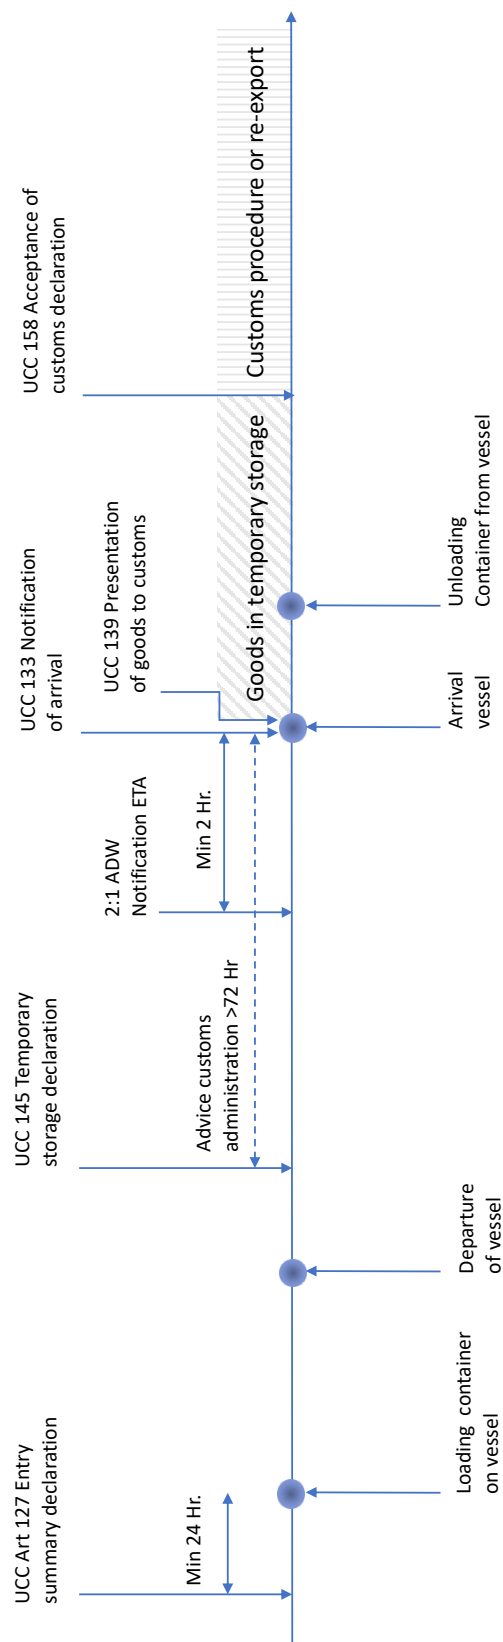 UCC Art 127 Entry
summary declaration
Min 24 Hr.
Loading container
on vessel
Departure
of vessel
UCC 145 Temporary
storage declaration
Advice customs
administration >72 Hr
2:1 ADW
Notification ETA
Min 2 Hr.
UCC 133 Notification
of arrival
UCC 139 Presentation
of goods to customs
Arrival
vessel
Goods in temporary storage
Unloading
Container from vessel
UCC 158 Acceptance of
customs declaration
Customs procedure or re-export